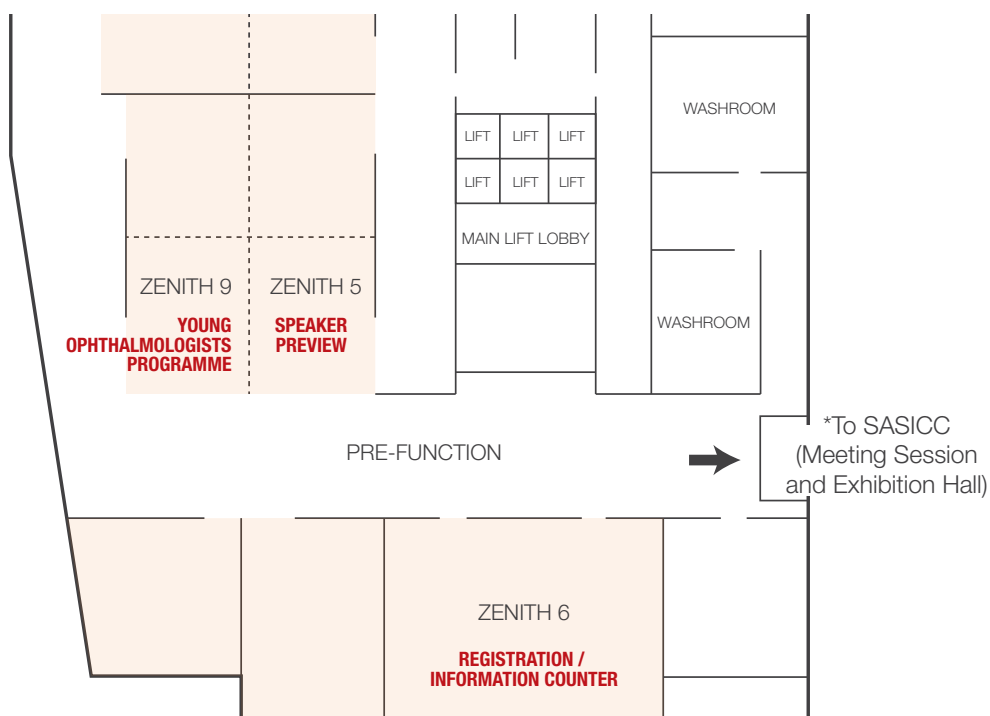 WASHROOM
LIFT LIFT LIFT
LIFT LIFT LIFT
MAIN LIFT LOBBY
ZENITH 9
YOUNG
OPHTHALMOLOGISTS
PROGRAMME
ZENITH 5
SPEAKER
PREVIEW
WASHROOM
PRE-FUNCTION
*To SASICC
(Meeting Session
and Exhibition Hall)
ZENITH 6
REGISTRATION /
INFORMATION COUNTER